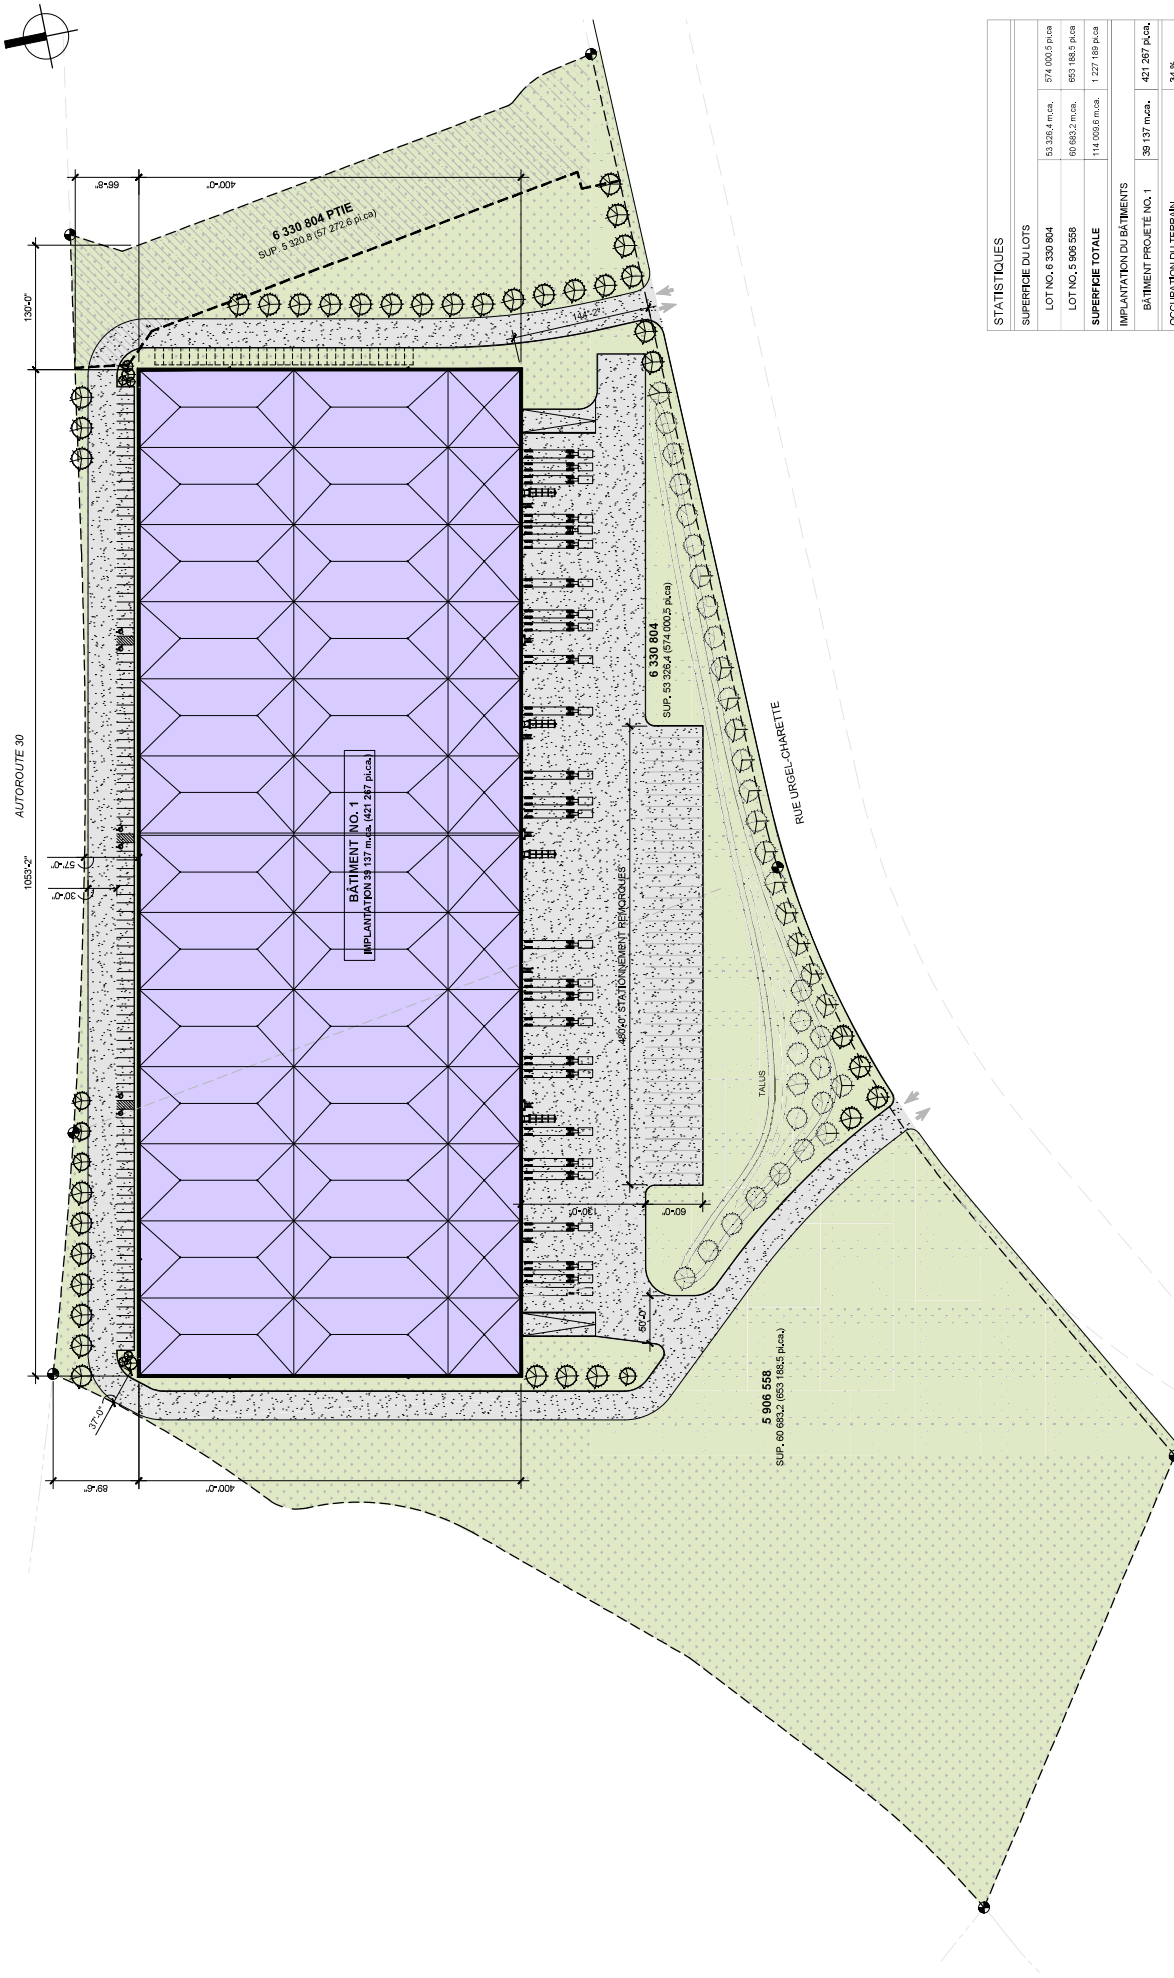 AUTOROUTE 30
1053'-2"
130'-0"
66'-8"
400'-0"
6 330 804 PTIE
SUP. 5 320.8 (57 272.6 pi.ca)
144'-2"
57'-0"
30'-0"
BÂTIMENT NO. 1
IMPLANTATION 39 137 m.ca. (421 267 pi.ca.)
6 330 804
SUP. 53 326.4 (574 000.5 pi.ca)
RUE URGEL-CHARETTE
480'-0" STATIONNEMENT REMORQUES
TALUS
130'-0"
60'-0"
50'-0"
37'-0"
89'-6"
400'-0"
5 906 558
SUP. 60 683.2 (653 188.5 pi.ca.)
STATISTIQUES
SUPERFICIE DU LOTS
LOT NO. 6 330 804 53 326.4 m.ca. 574 000.5 pi.ca
LOT NO. 5 906 558 60 683.2 m.ca. 653 188.5 pi.ca
SUPERFICIE TOTALE 114 009.6 m.ca. 1 227 189 pi.ca
IMPLANTATION DU BÂTIMENTS
BÂTIMENT PROJETÉ NO. 1 39 137 m.ca. 421 267 pi.ca.
OCCUPATION DU TERRAIN 34 %